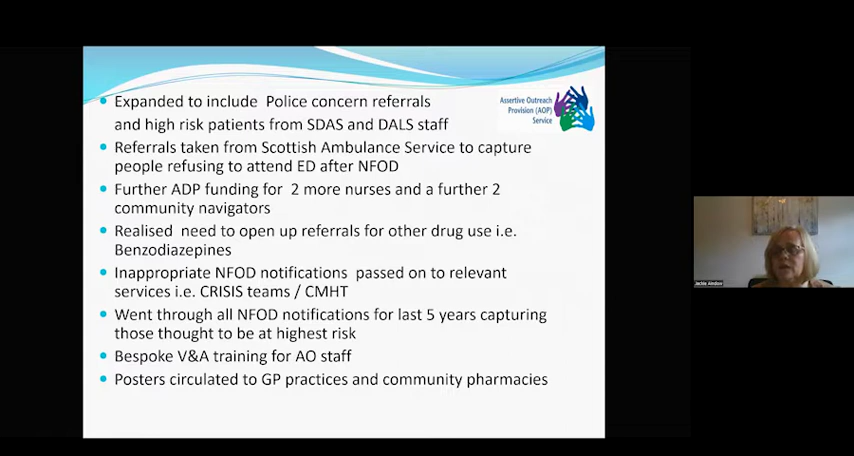 Assertive Outreach
Provision (AOP)
Service
Expanded to include Police concern referrals
and high risk patients from SDAS and DALS staff
Referrals taken from Scottish Ambulance Service to capture
people refusing to attend ED after NFOD
Further ADP funding for 2 more nurses and a further 2
community navigators
Realised need to open up referrals for other drug use i.e.
Benzodiazepines
Inappropriate NFOD notifications passed on to relevant
services i.e. CRISIS teams / CMHT
Went through all NFOD notifications for last 5 years capturing
those thought to be at highest risk
Bespoke V&A training for AO staff
Posters circulated to GP practices and community pharmacies
Jackie